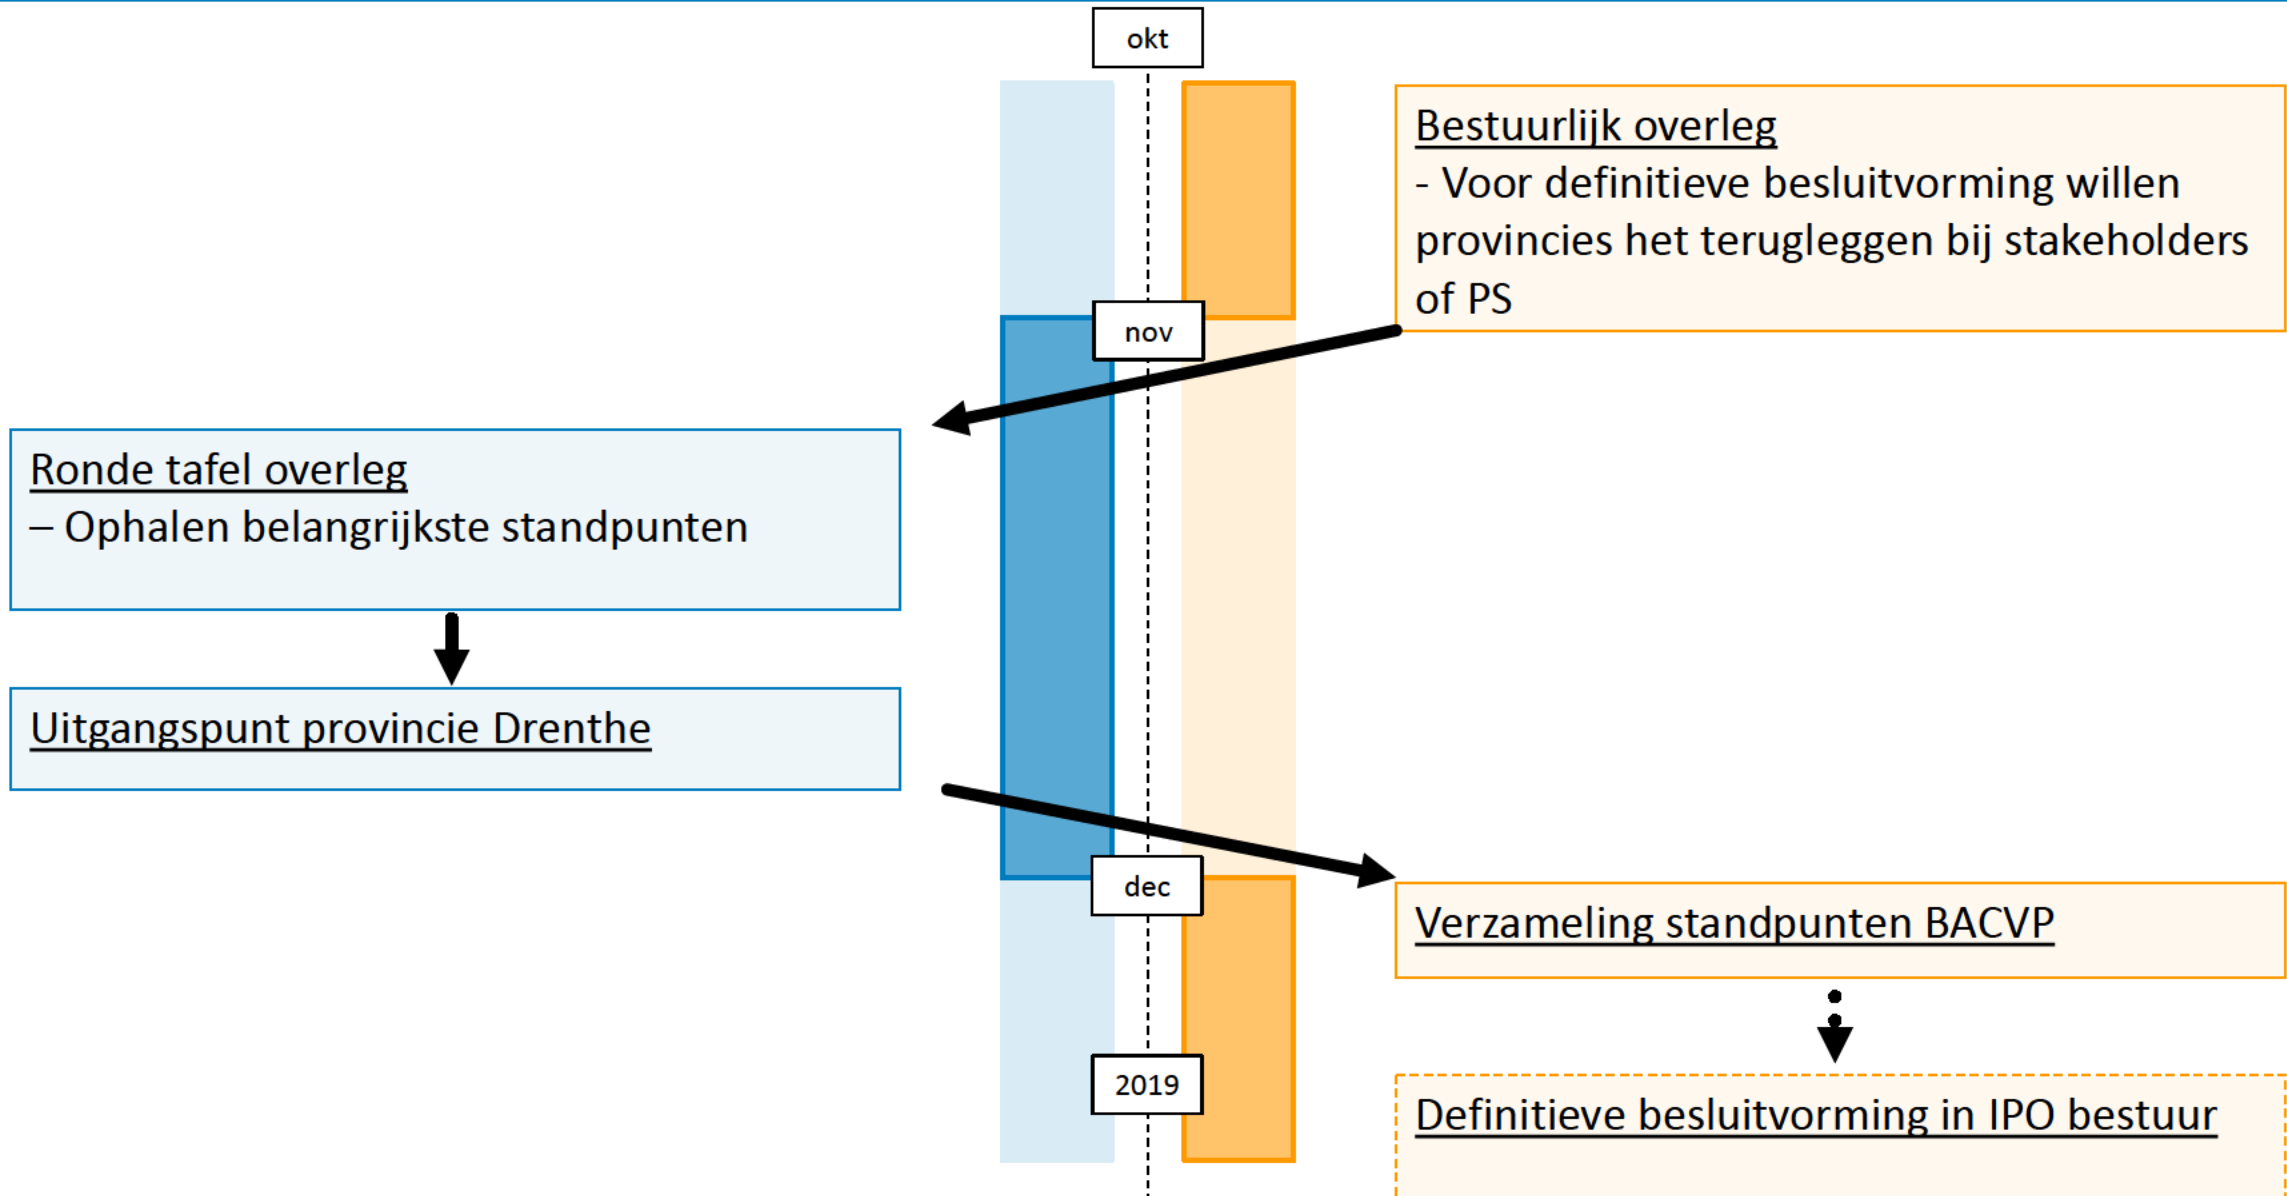 okt
Bestuurlijk overleg
- Voor definitieve besluitvorming willen
provincies het terugleggen bij stakeholders
of PS
nov
Ronde tafel overleg
– Ophalen belangrijkste standpunten
Uitgangspunt provincie Drenthe
dec
Verzameling standpunten BACVP
2019
Definitieve besluitvorming in IPO bestuur